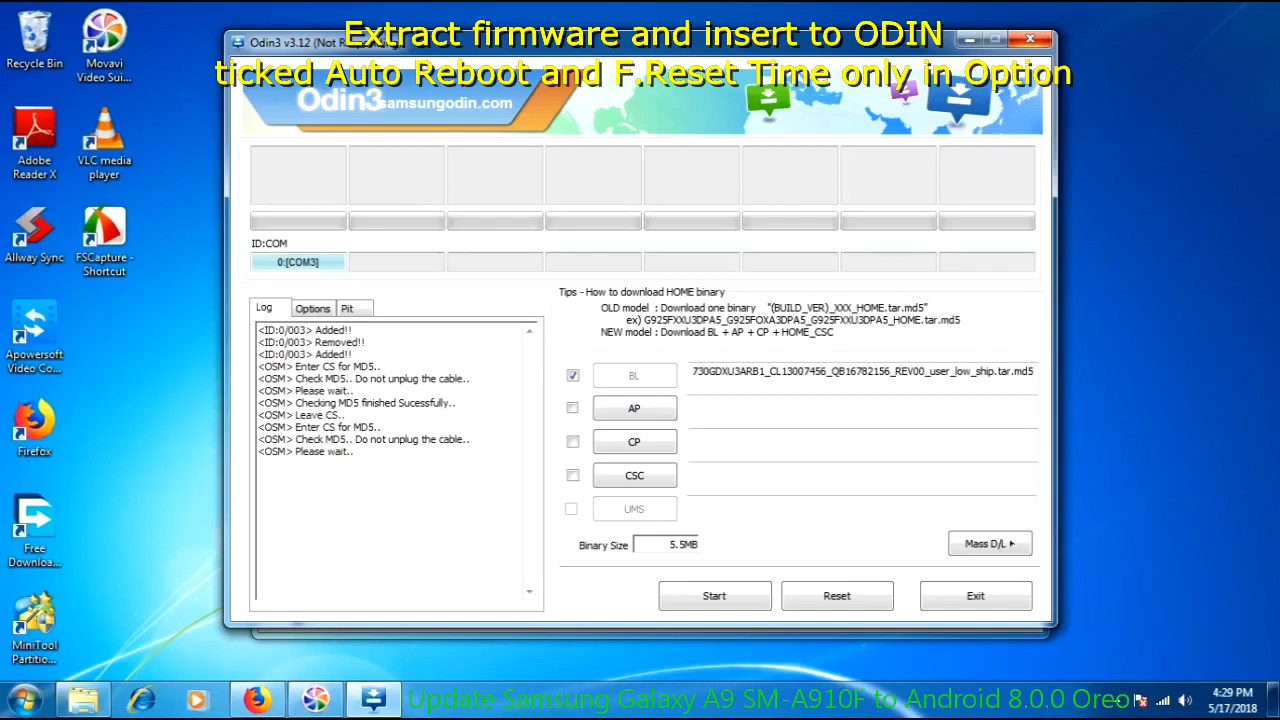 Extract firmware and insert to ODIN
ticked Auto Reboot and F.Reset Time only in Option
Recycle Bin
Movavi
Video Sui...
Adobe
Reader X
VLC media
player
Allway Sync
FSCapture -
Shortcut
Apowersoft
Video Co...
Firefox
Free
Downloa...
MiniTool
Partitio...
Odin3 v3.12 (Not
Odin3
samsungodin.com
ID:COM
0:[COM3]
Log
Options
Pit
<ID:0/003> Added!!
<ID:0/003> Removed!!
<ID:0/003> Added!!
<OSM> Enter CS for MD5..
<OSM> Check MD5.. Do not unplug the cable..
<OSM> Please wait..
<OSM> Checking MD5 finished Sucessfully..
<OSM> Leave CS..
<OSM> Enter CS for MD5..
<OSM> Check MD5.. Do not unplug the cable..
<OSM> Please wait..
Tips - How to download HOME binary
OLD model : Download one binary "(BUILD_VER)_XXX_HOME.tar.md5"
ex) G925FXXU3DPA5_G925FOXA3DPA5_G925FXXU3DPA5_HOME.tar.md5
NEW model : Download BL + AP + CP + HOME_CSC
BL
730GDXU3ARB1_CL13007456_QB16782156_REV00_user_low_ship.tar.md5
AP
CP
CSC
UMS
Binary Size
5.5MB
Mass D/L
Start
Reset
Exit
Update Samsung Galaxy A9 SM-A910F to Android 8.0.0 Oreo
4:29 PM
5/17/2018